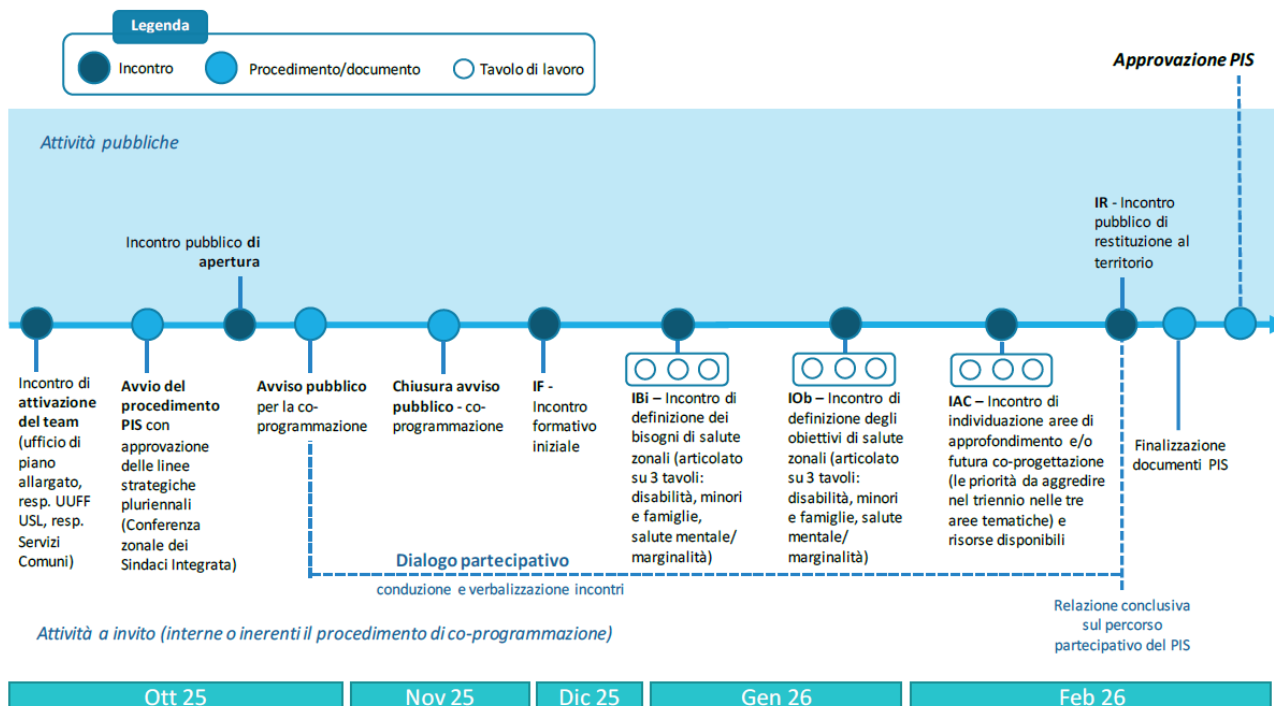 Legenda
Incontro
Procedimento/documento
Tavolo di lavoro
Approvazione PIS
Attività pubbliche
Incontro pubblico di
apertura
IR - Incontro
pubblico di
restituzione al
territorio
Incontro di
attivazione
del team
(ufficio di
piano
allargato,
resp. UUFF
USL, resp.
Servizi
Comuni)
Avvio del
procedimento
PIS con
approvazione
delle linee
strategiche
pluriennali
(Conferenza
zonale dei
Sindaci Integrata)
Avviso pubblico
per la co-
programmazione
Chiusura avviso
pubblico - co-
programmazione
IF -
Incontro
formativo
iniziale
IBi – Incontro di
definizione dei
bisogni di salute
zonali (articolato
su 3 tavoli:
disabilità, minori
e famiglie,
salute mentale/
marginalità)
IOb – Incontro di
definizione degli
obiettivi di salute
zonali (articolato
su 3 tavoli:
disabilità, minori
e famiglie, salute
mentale/
marginalità)
IAC – Incontro di
individuazione aree di
approfondimento e/o
futura co-progettazione
(le priorità da aggredire
nel triennio nelle tre
aree tematiche) e
risorse disponibili
Finalizzazione
documenti PIS
Dialogo partecipativo
conduzione e verbalizzazione incontri
Relazione conclusiva
sul percorso
partecipativo del PIS
Attività a invito (interne o inerenti il procedimento di co-programmazione)
Ott 25
Nov 25
Dic 25
Gen 26
Feb 26